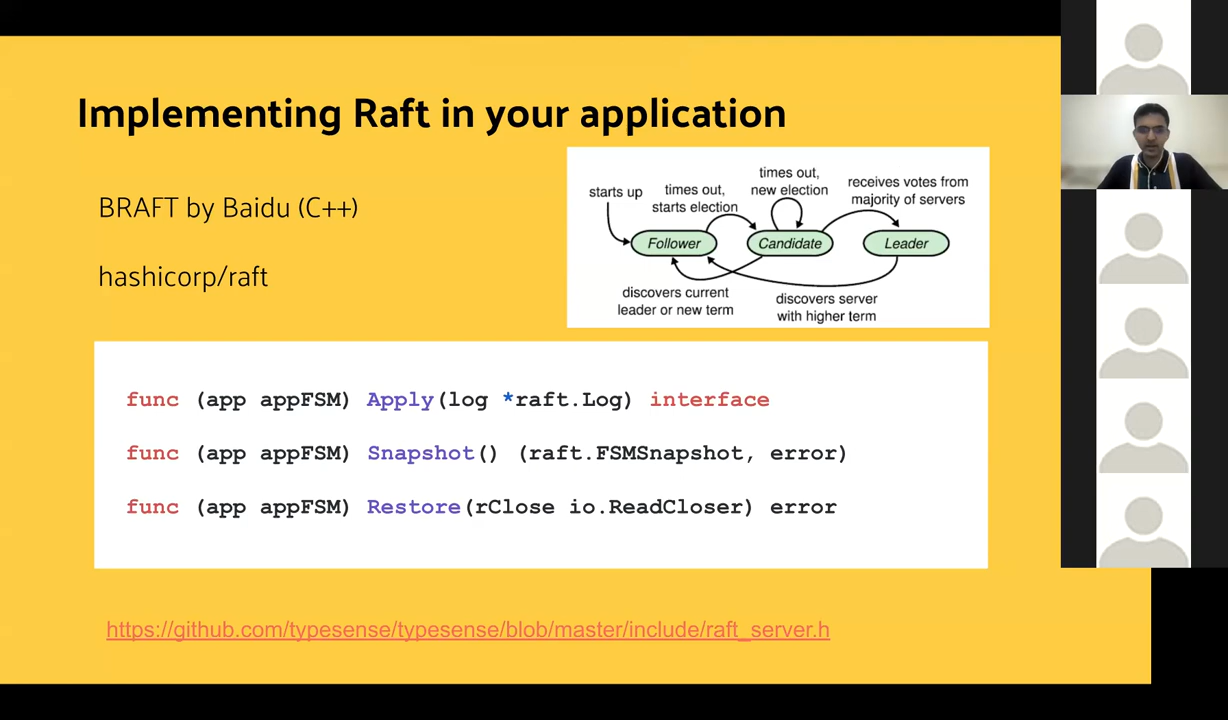 Implementing Raft in your application
BRAFT by Baidu (C++)
hashicorp/raft
starts up
times out,
starts election
times out,
new election
receives votes from
majority of servers
Follower
Candidate
Leader
discovers current
leader or new term
discovers server
with higher term
func (app appFSM) Apply(log *raft.Log) interface
func (app appFSM) Snapshot() (raft.FSMSnapshot, error)
func (app appFSM) Restore(rClose io.ReadCloser) error
https://github.com/typesense/typesense/blob/master/include/raft_server.h